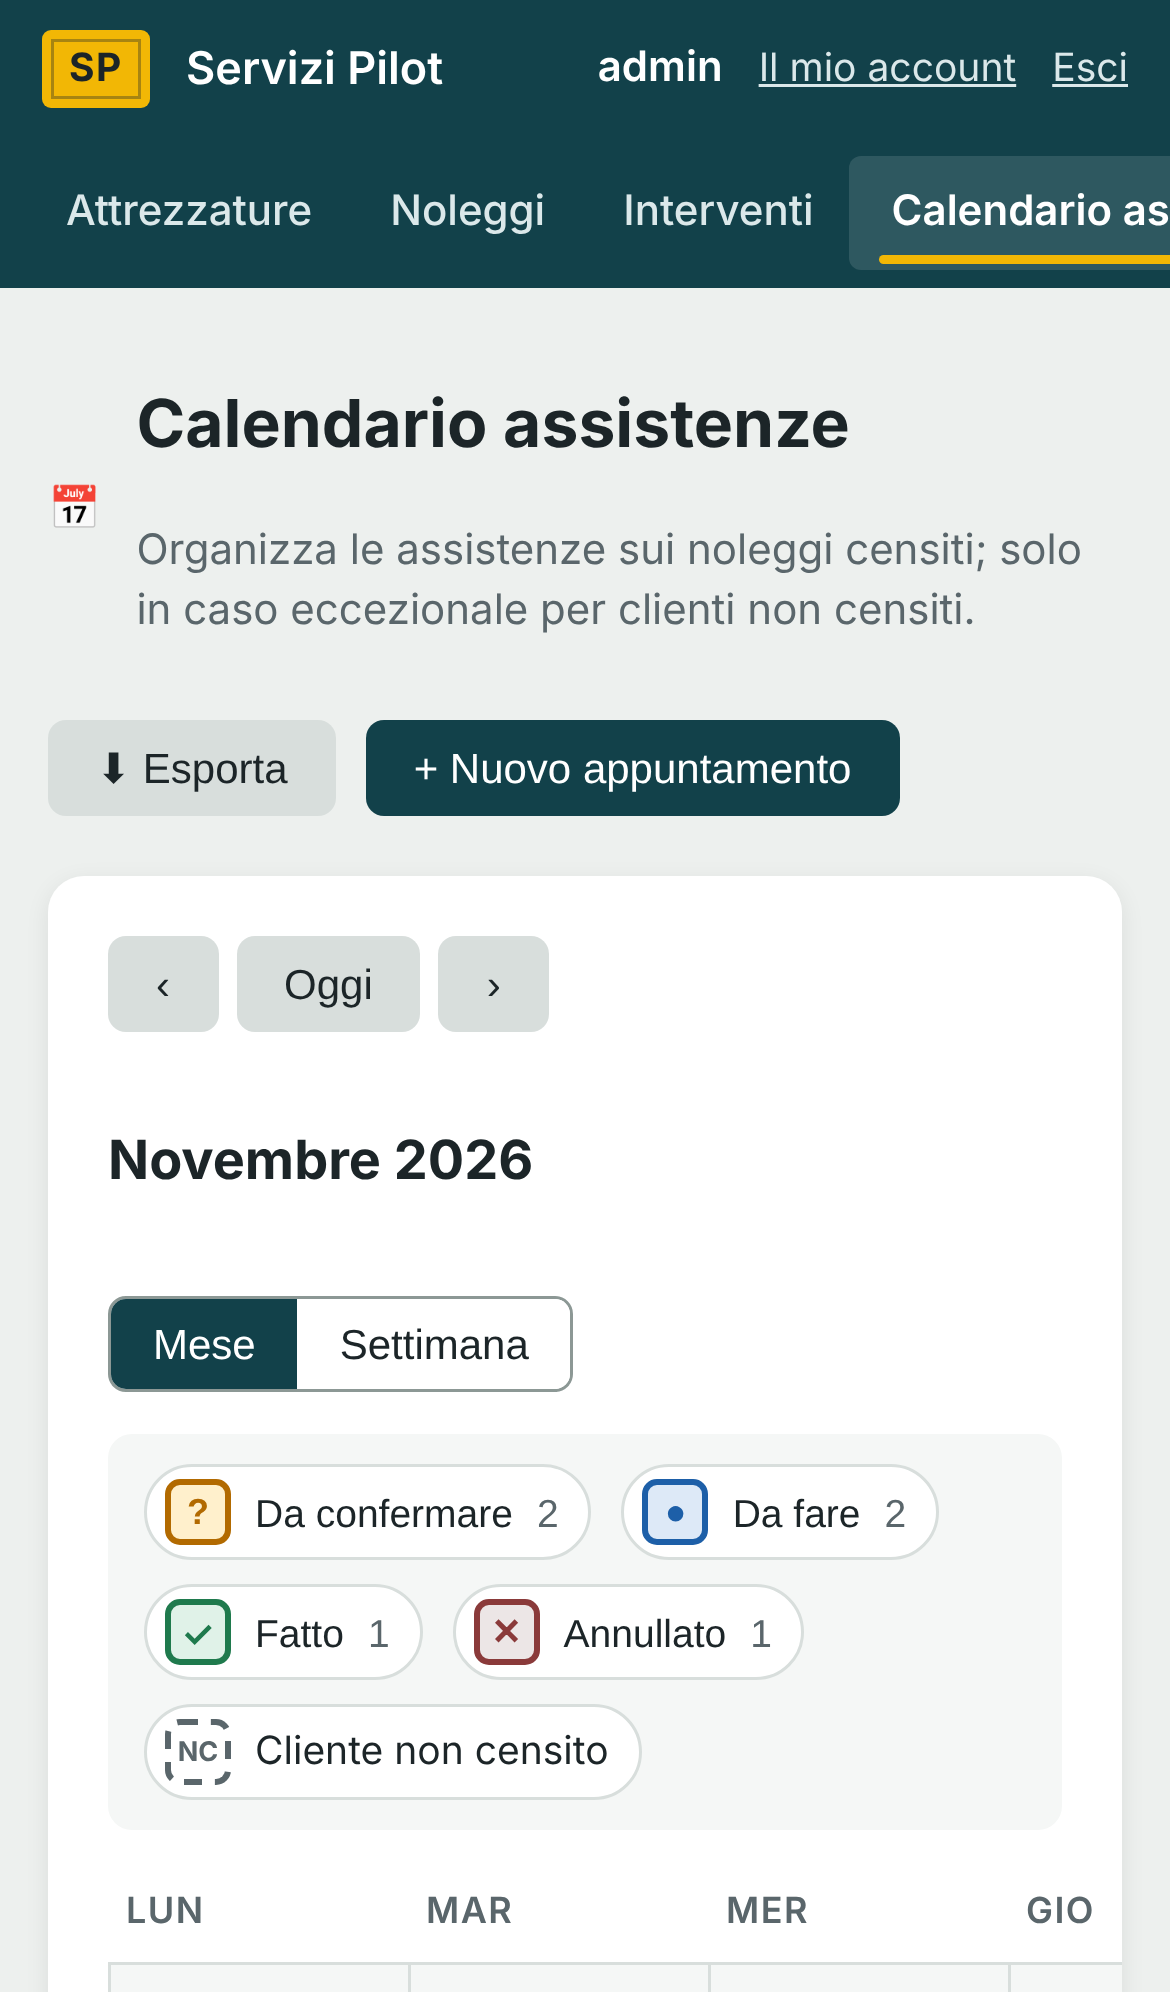 SP Servizi Pilot admin Il mio account Esci
Attrezzature Noleggi Interventi Calendario as
Calendario assistenze
July
17
Organizza le assistenze sui noleggi censiti; solo
in caso eccezionale per clienti non censiti.
⬇ Esporta + Nuovo appuntamento
‹ Oggi ›
Novembre 2026
Mese Settimana
? Da confermare 2 ● Da fare 2
✓ Fatto 1 ✕ Annullato 1
NC Cliente non censito
LUN MAR MER GIO